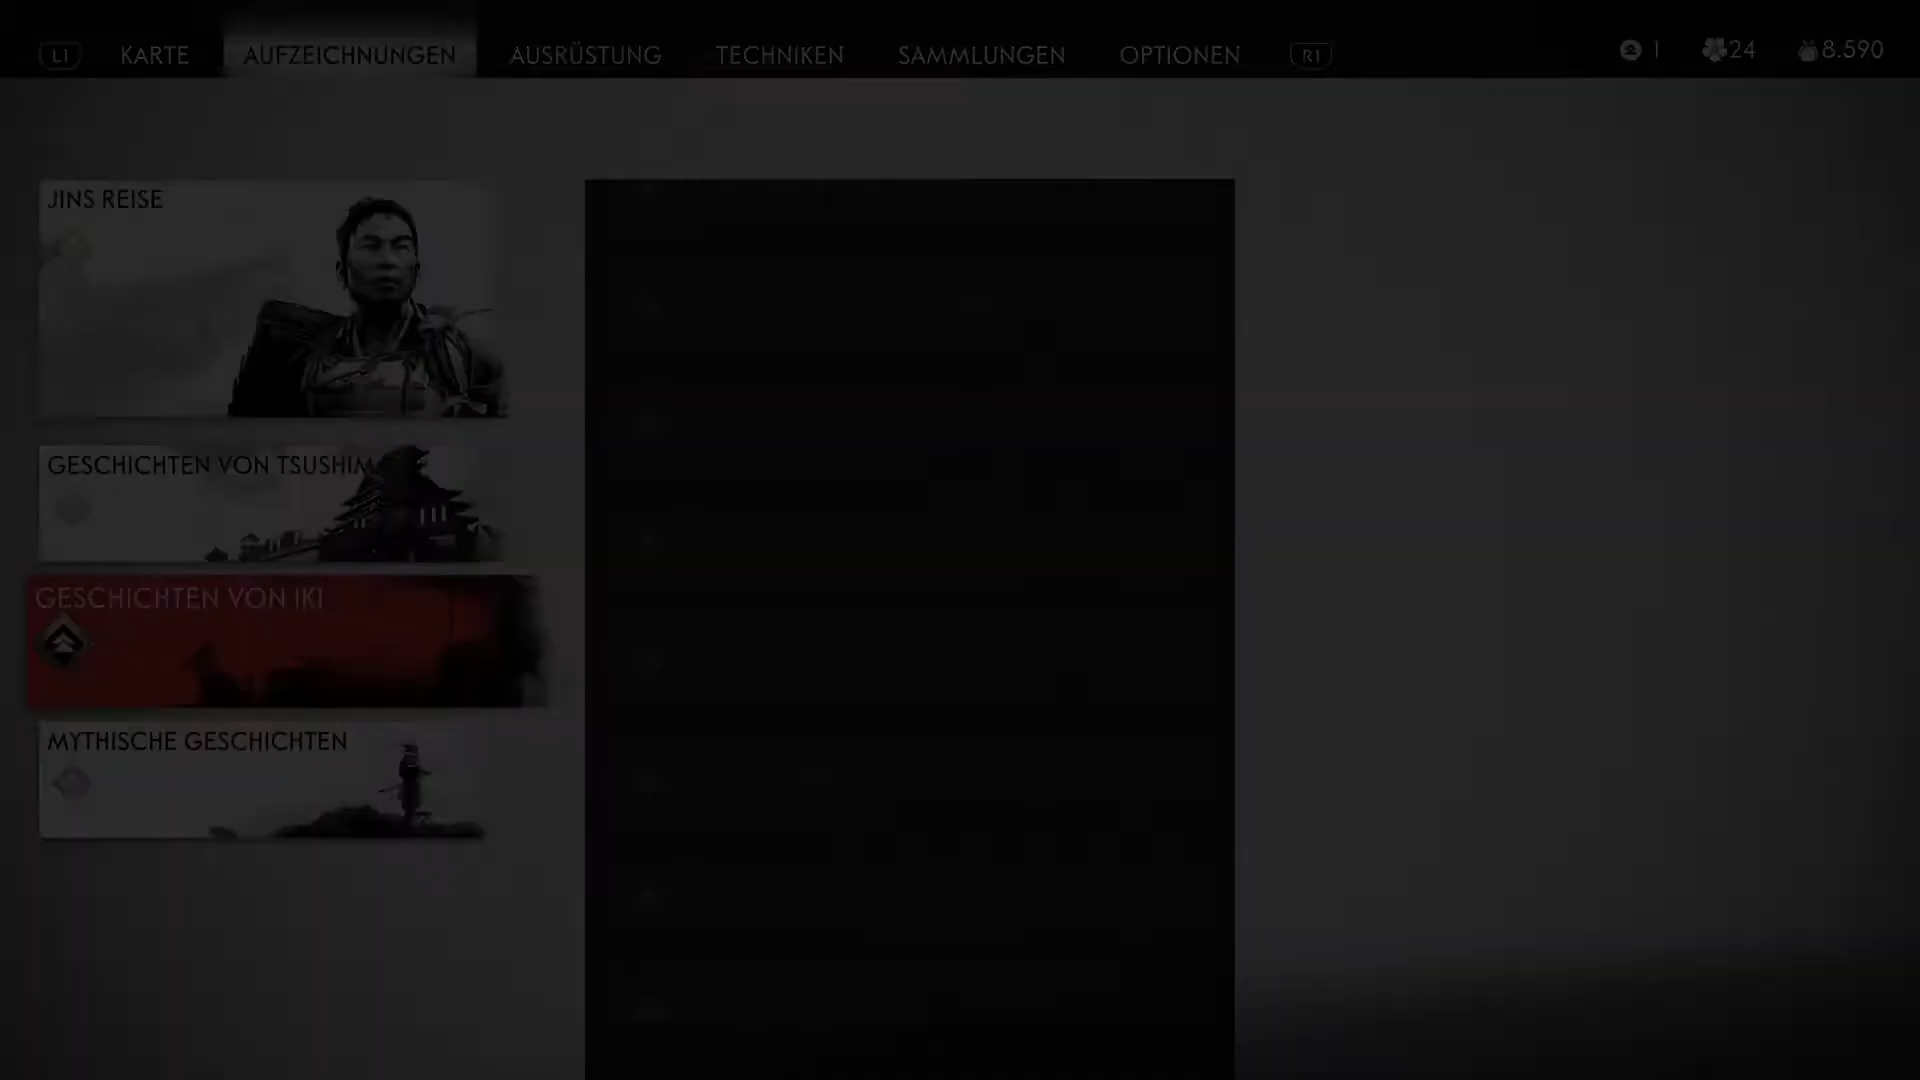 L1 KARTE AUFZEICHNUNGEN AUSRÜSTUNG TECHNIKEN SAMMLUNGEN OPTIONEN R1 1 24 8.590
JINS REISE
GESCHICHTEN VON TSUSHIMA
GESCHICHTEN VON IKI
MYTHISCHE GESCHICHTEN